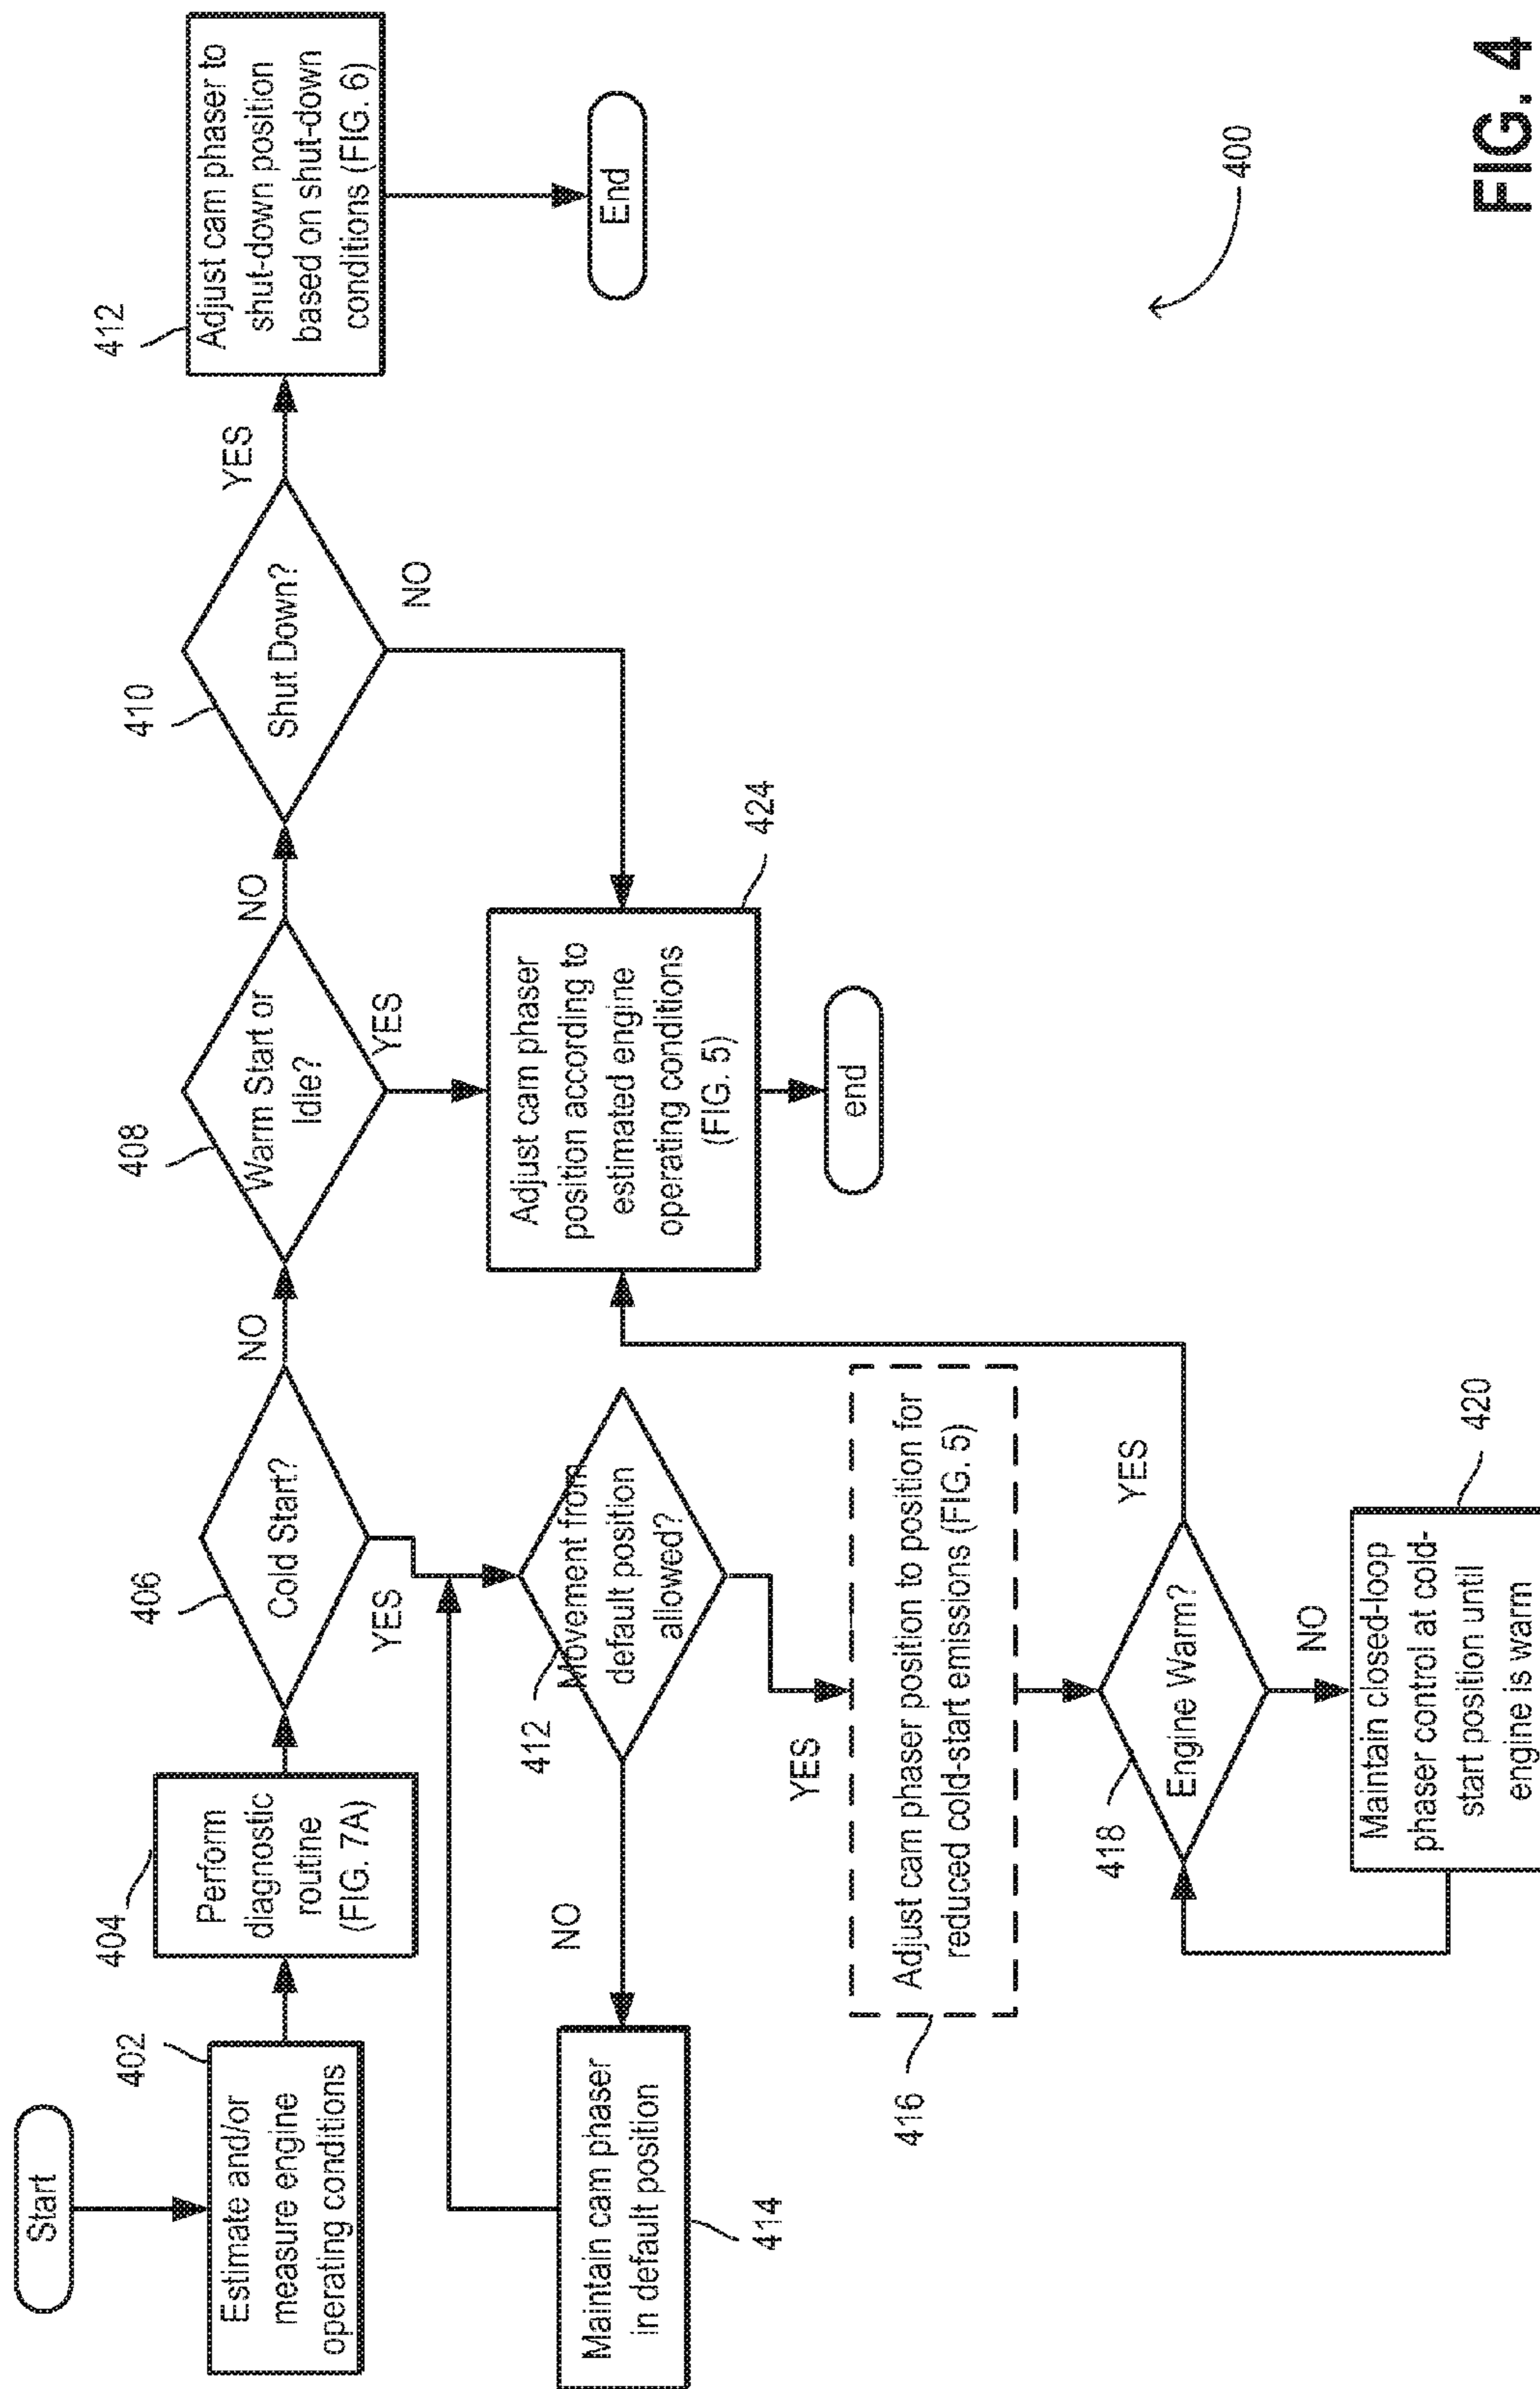 Start
402
Estimate and/or
measure engine
operating conditions
404
Perform
diagnostic
routine
(FIG. 7A)
406
Cold Start?
NO
YES
408
Warm Start or
Idle?
NO
YES
410
Shut Down?
YES
NO
412
Adjust cam phaser to
shut-down position
based on shut-down
conditions (FIG. 6)
End
412
Movement from
default position
allowed?
NO
YES
Maintain cam phaser
in default position
414
424
Adjust cam phaser
position according to
estimated engine
operating conditions
(FIG. 5)
end
416
Adjust cam phaser position to position for
reduced cold-start emissions (FIG. 5)
418
Engine Warm?
YES
NO
420
Maintain closed-loop
phaser control at cold-
start position until
engine is warm
400
FIG. 4